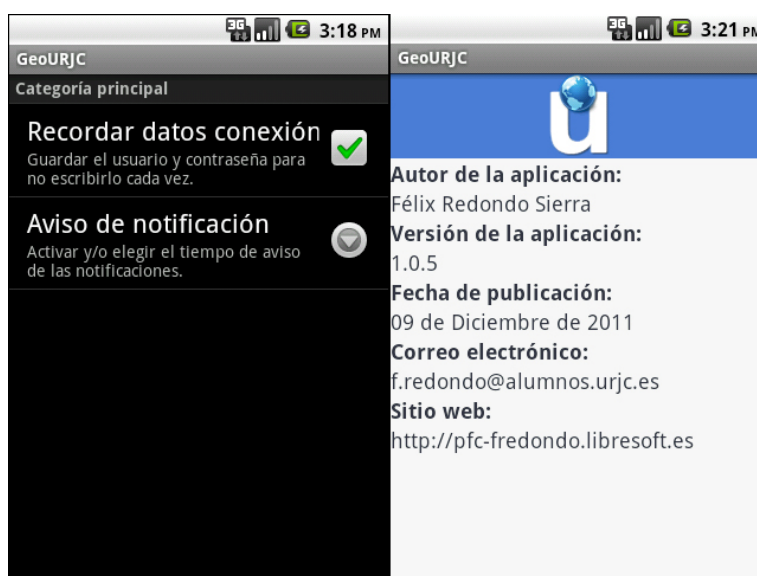 3G 3:18 PM
GeoURJC
Categoría principal
Recordar datos conexión
Guardar el usuario y contraseña para
no escribirlo cada vez.
Aviso de notificación
Activar y/o elegir el tiempo de aviso
de las notificaciones.
3G 3:21 PM
GeoURJC
u
Autor de la aplicación:
Félix Redondo Sierra
Versión de la aplicación:
1.0.5
Fecha de publicación:
09 de Diciembre de 2011
Correo electrónico:
f.redondo@alumnos.urjc.es
Sitio web:
http://pfc-fredondo.libresoft.es